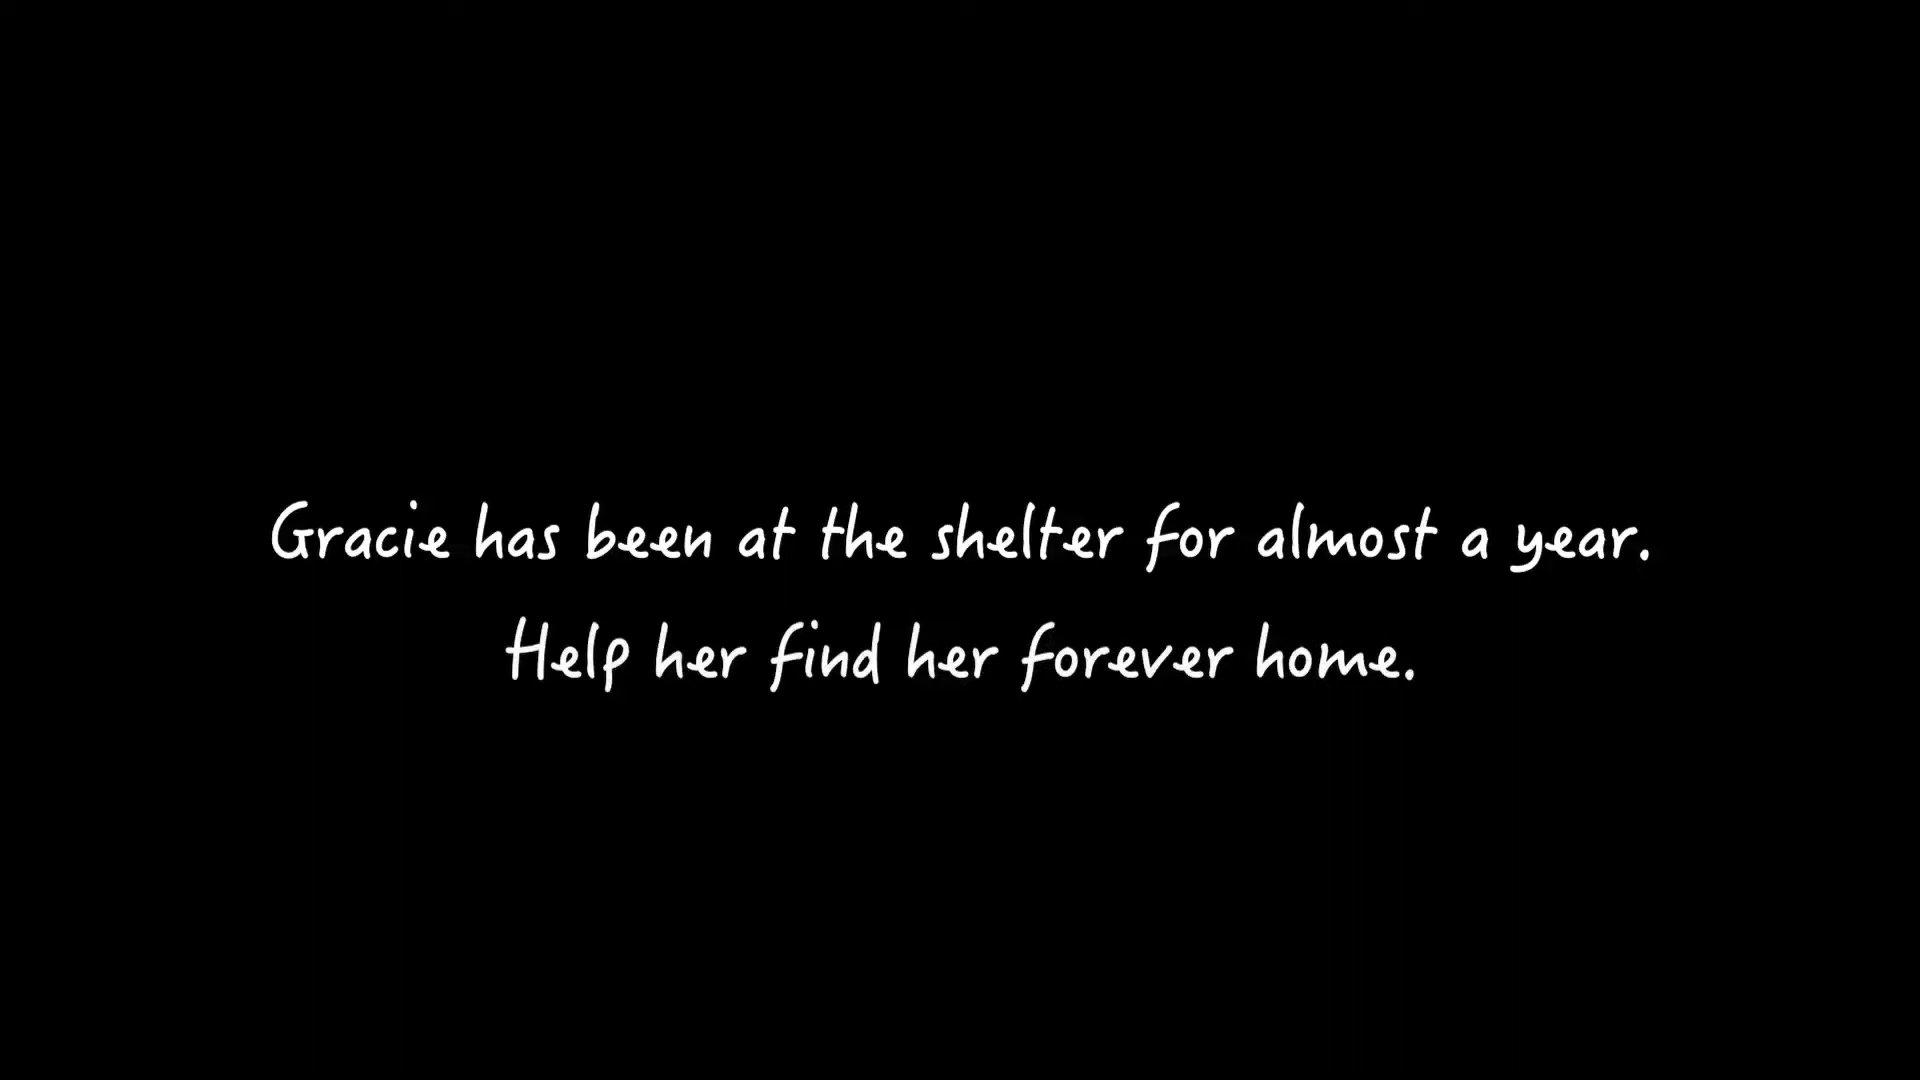 Gracie has been at the shelter for almost a year.
Help her find her forever home.